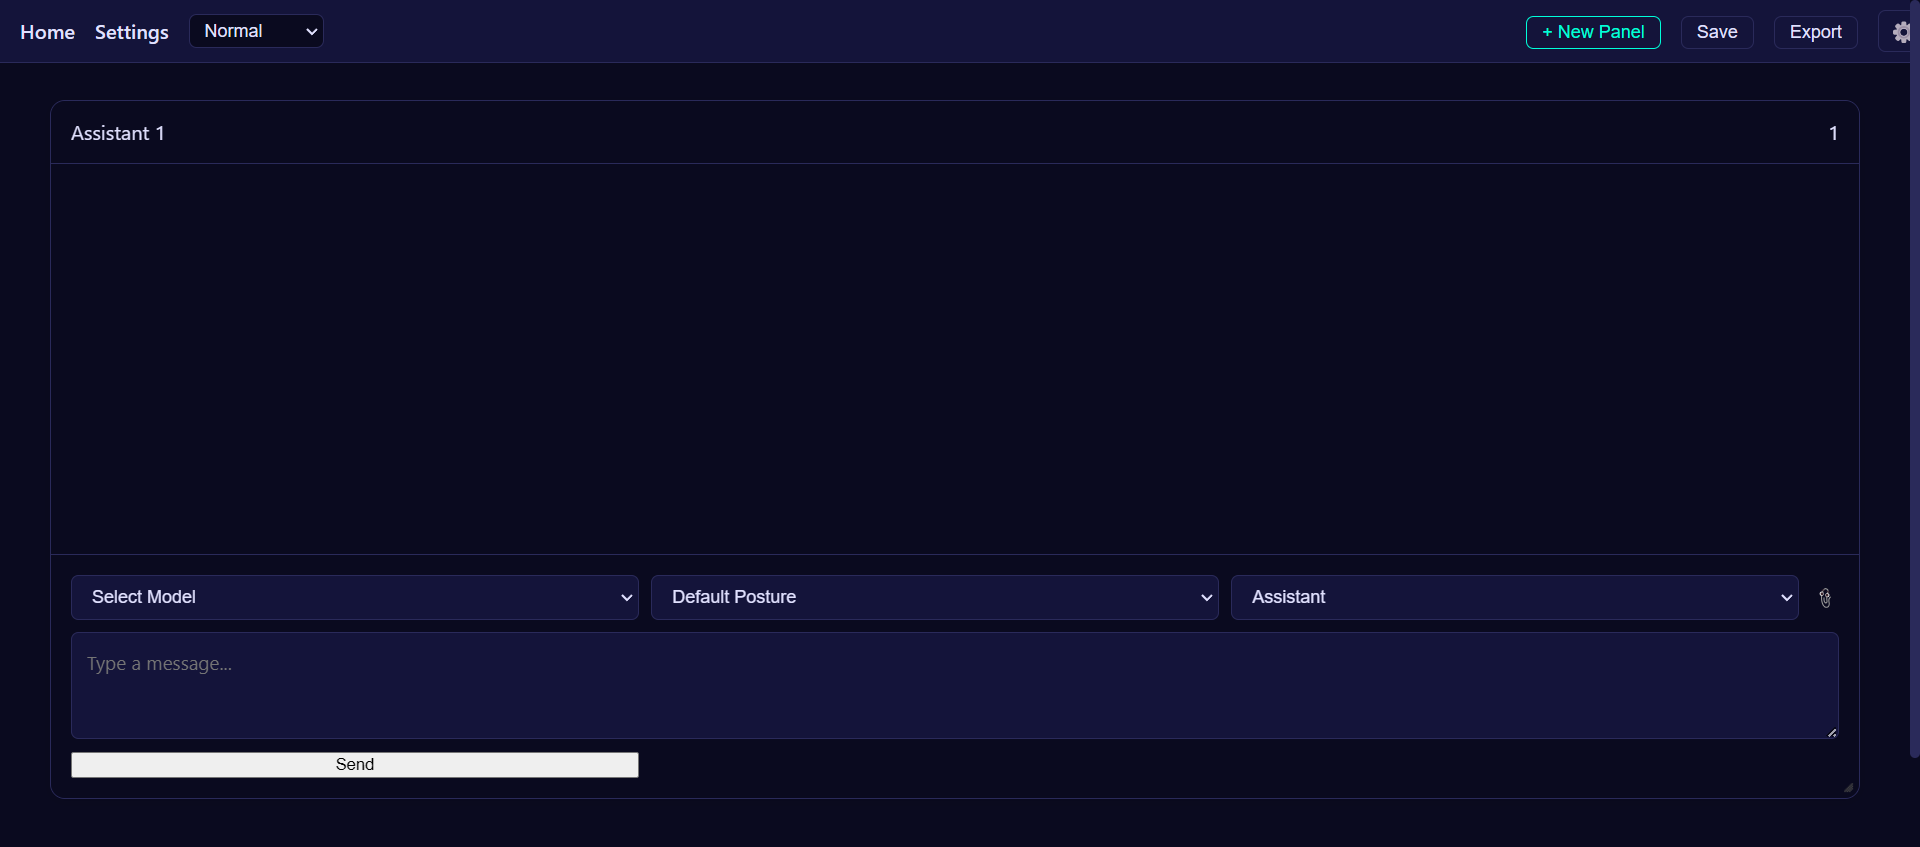 Home Settings Normal + New Panel Save Export
Assistant 1 1
Select Model Default Posture Assistant
Type a message...
Send